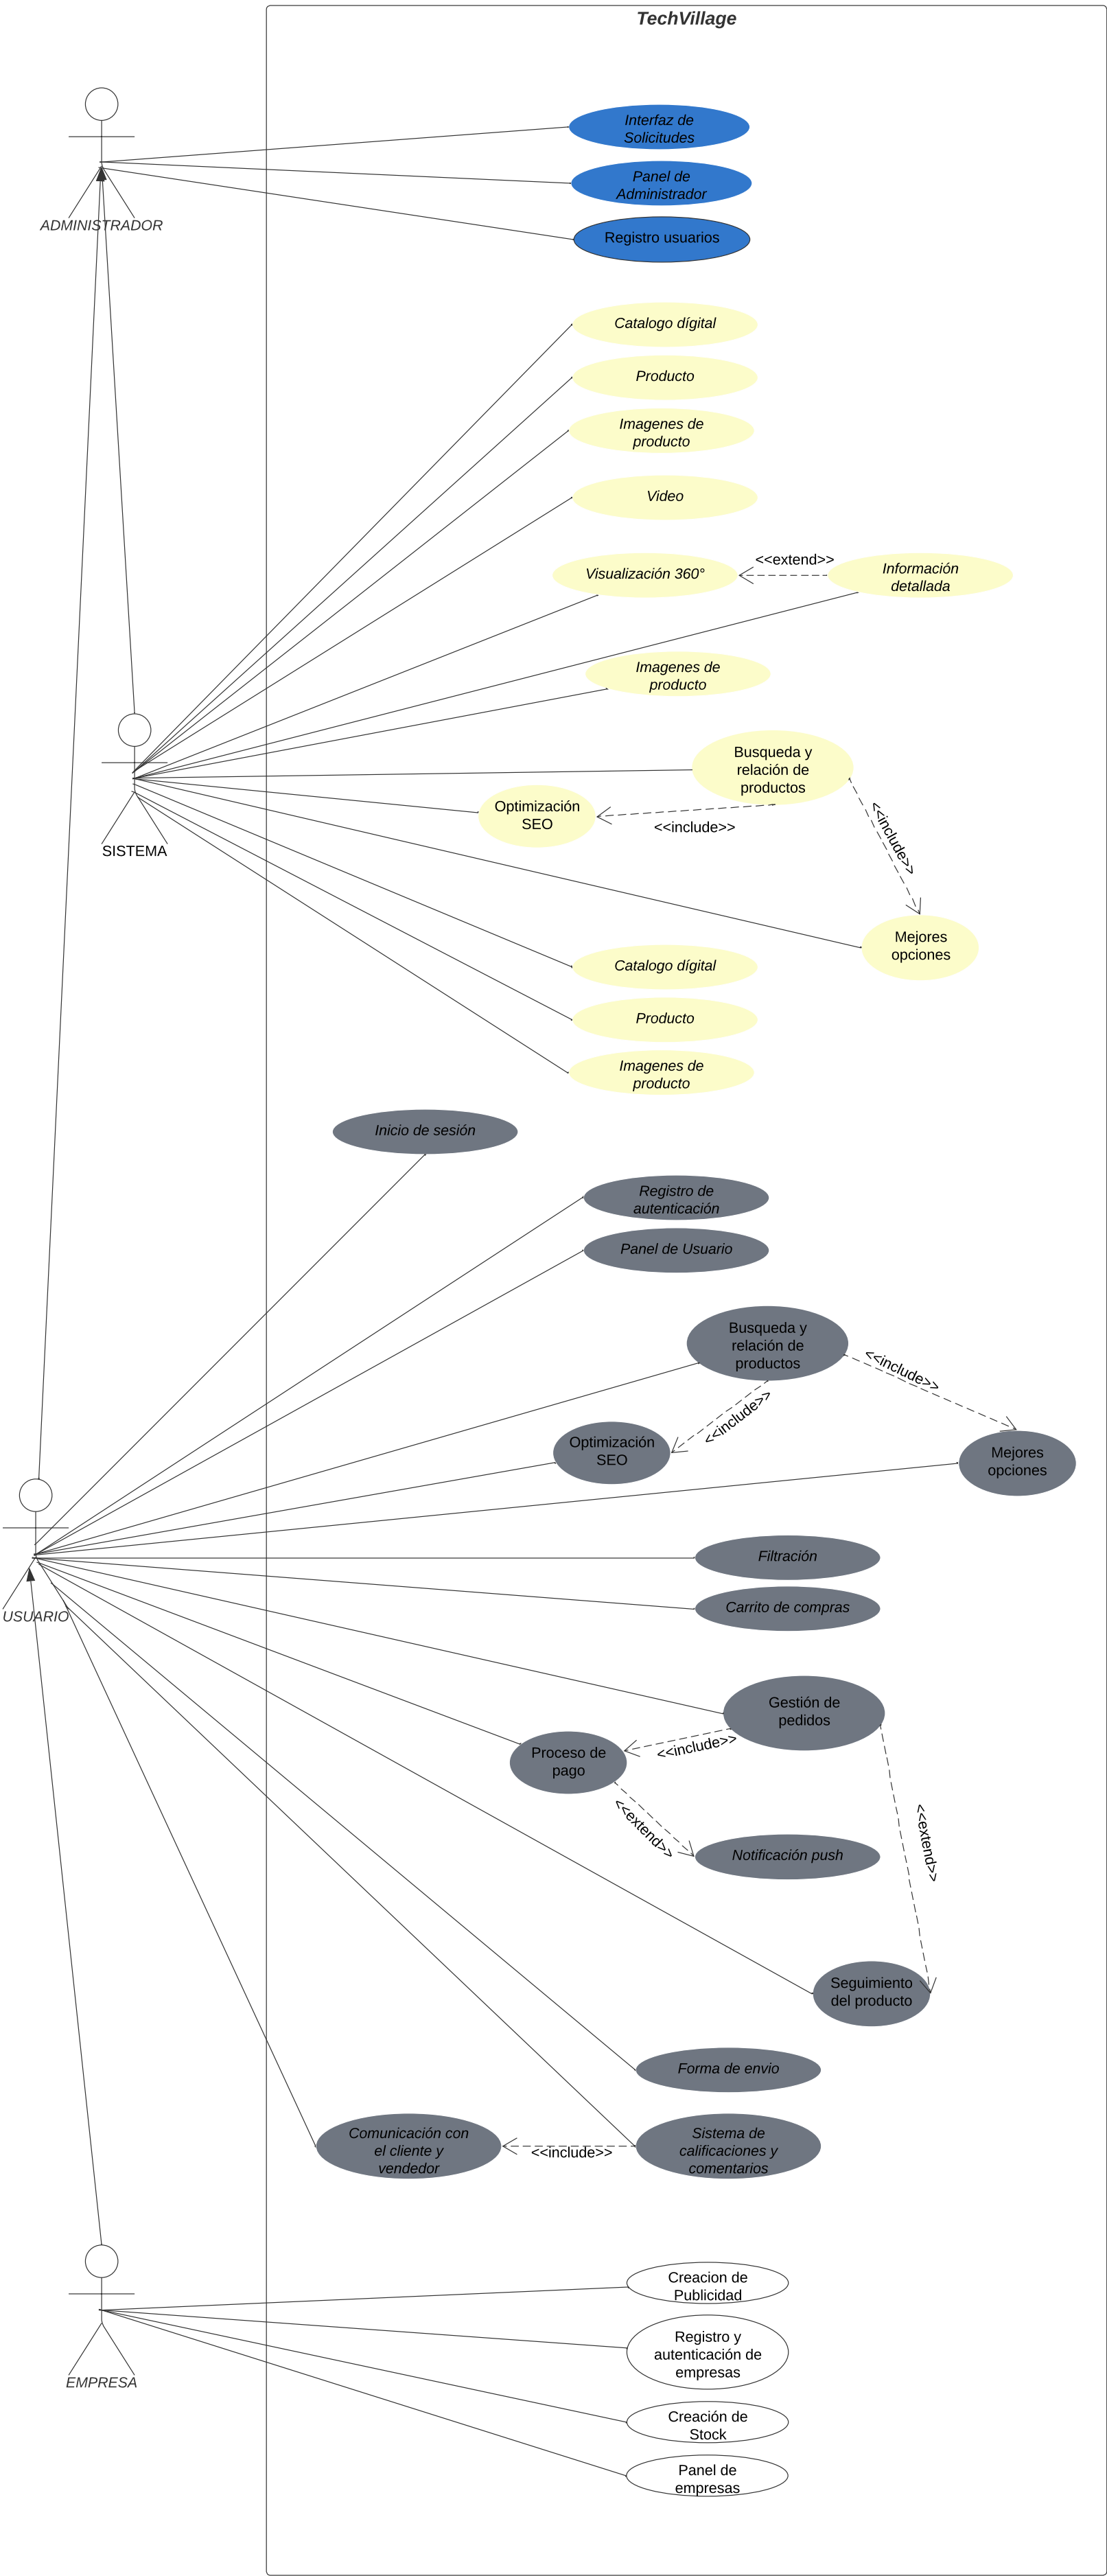 TechVillage
Interfaz de
Solicitudes
Panel de
Administrador
ADMINISTRADOR
Registro usuarios
Catalogo dígital
Producto
Imagenes de
producto
Video
<<extend>>
Visualización 360°
Información
detallada
Imagenes de
producto
Busqueda y
relación de
productos
Optimización
SEO
<<include>>
<<include>>
SISTEMA
Mejores
opciones
Catalogo dígital
Producto
Imagenes de
producto
Inicio de sesión
Registro de
autenticación
Panel de Usuario
Busqueda y
relación de
productos
<<include>>
<<include>>
Optimización
SEO
Mejores
opciones
Filtración
USUARIO
Carrito de compras
Gestión de
pedidos
<<include>>
Proceso de
pago
<<extend>>
<<extend>>
Notificación push
Seguimiento
del producto
Forma de envio
Comunicación con
el cliente y
vendedor
<<include>>
Sistema de
calificaciones y
comentarios
Creacion de
Publicidad
Registro y
autenticación de
empresas
EMPRESA
Creación de
Stock
Panel de
empresas